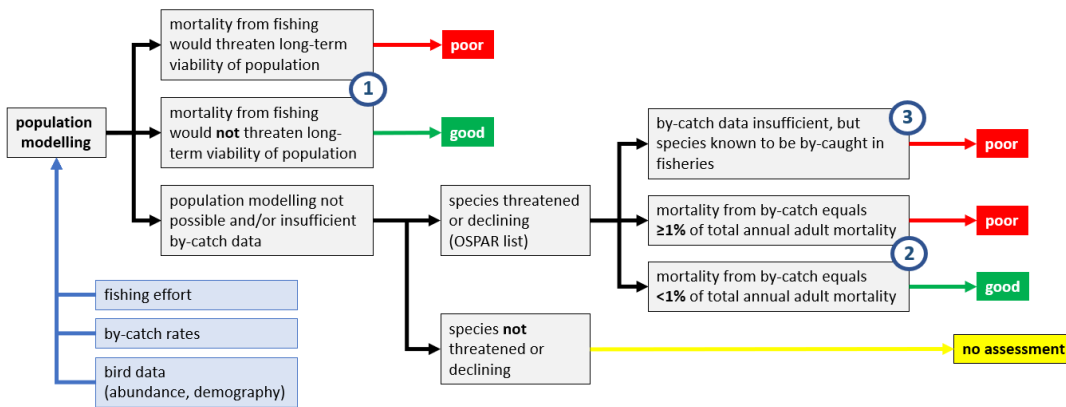 mortality from fishing
would threaten long-term
viability of population
poor
1
population
modelling
mortality from fishing
would not threaten long-
term viability of population
good
3
by-catch data insufficient, but
species known to be by-caught in
fisheries
poor
population modelling not
possible and/or insufficient
by-catch data
species threatened
or declining
(OSPAR list)
mortality from by-catch equals
≥1% of total annual adult mortality
poor
2
mortality from by-catch equals
<1% of total annual adult mortality
good
fishing effort
by-catch rates
bird data
(abundance, demography)
species not
threatened or
declining
no assessment